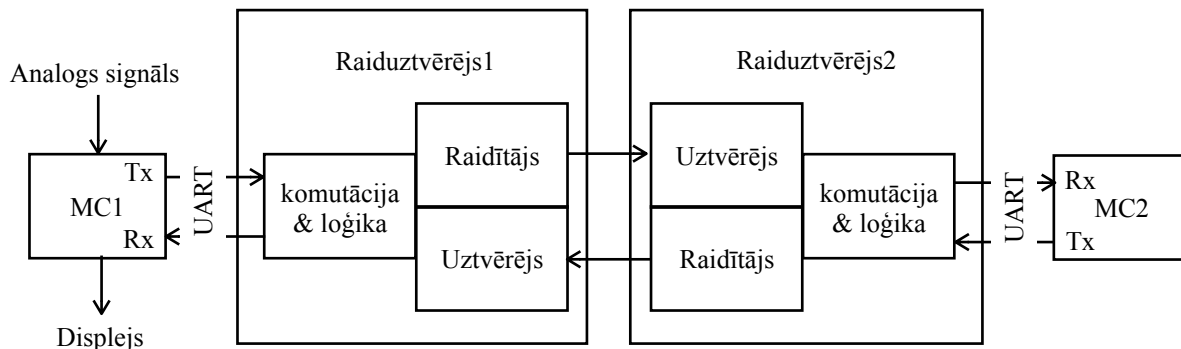 Raiduztvērējs1
Raiduztvērējs2
Analogs signāls
Raidītājs
Uztvērējs
Tx
MC1
Rx
UART
komutācija
& loģika
komutācija
& loģika
UART
Rx
MC2
Tx
Uztvērējs
Raidītājs
Displejs